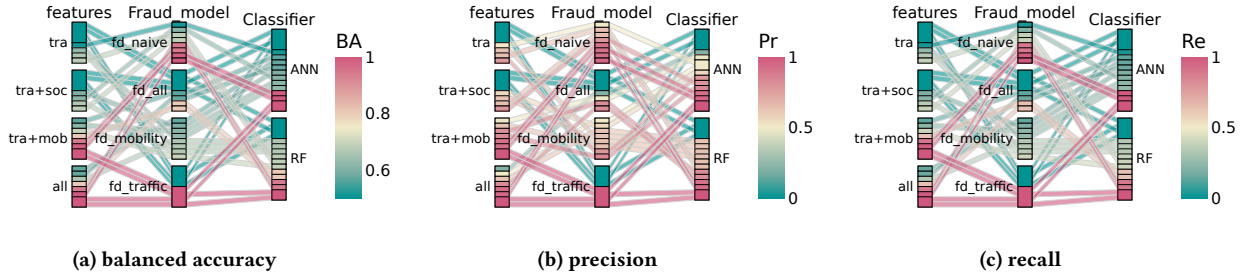 features Fraud_model Classifier BA
tra fd_naive 1
ANN
tra+soc fd_all 0.8
tra+mob fd_mobility RF 0.6
all fd_traffic
(a) balanced accuracy
features Fraud_model Classifier Pr
tra fd_naive 1
ANN
tra+soc fd_all 0.5
tra+mob fd_mobility RF
all fd_traffic 0
(b) precision
features Fraud_model Classifier Re
tra fd_naive 1
ANN
tra+soc fd_all 0.5
tra+mob fd_mobility RF
all fd_traffic 0
(c) recall